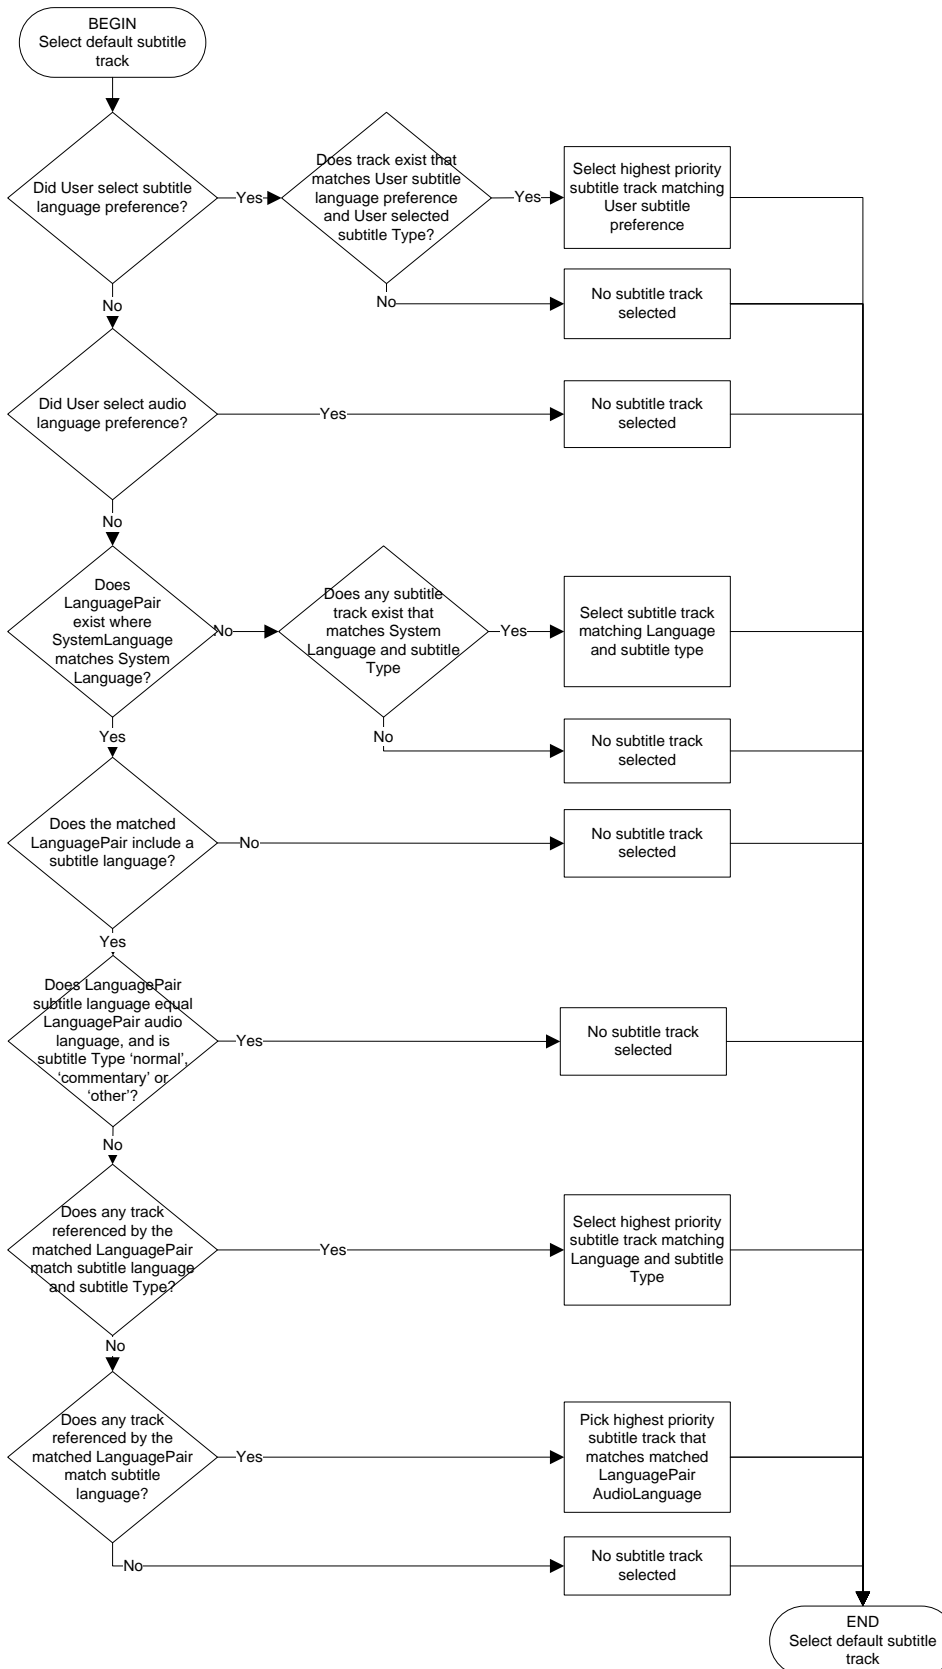 BEGIN
Select default subtitle
track
Did User select subtitle
language preference?
Yes
Does track exist that
matches User subtitle
language preference
and User selected
subtitle Type?
Yes
Select highest priority
subtitle track matching
User subtitle
preference
No
No subtitle track
selected
No
Did User select audio
language preference?
Yes
No subtitle track
selected
No
Does
LanguagePair
exist where
SystemLanguage
matches System
Language?
No
Does any subtitle
track exist that
matches System
Language and subtitle
Type
Yes
Select subtitle track
matching Language
and subtitle type
No
No subtitle track
selected
Yes
Does the matched
LanguagePair include a
subtitle language?
No
No subtitle track
selected
Yes
Does LanguagePair
subtitle language equal
LanguagePair audio
language, and is
subtitle Type ‘normal’,
‘commentary’ or
‘other’?
Yes
No subtitle track
selected
No
Does any track
referenced by the
matched LanguagePair
match subtitle language
and subtitle Type?
Yes
Select highest priority
subtitle track matching
Language and subtitle
Type
No
Does any track
referenced by the
matched LanguagePair
match subtitle
language?
Yes
Pick highest priority
subtitle track that
matches matched
LanguagePair
AudioLanguage
No
No subtitle track
selected
END
Select default subtitle
track